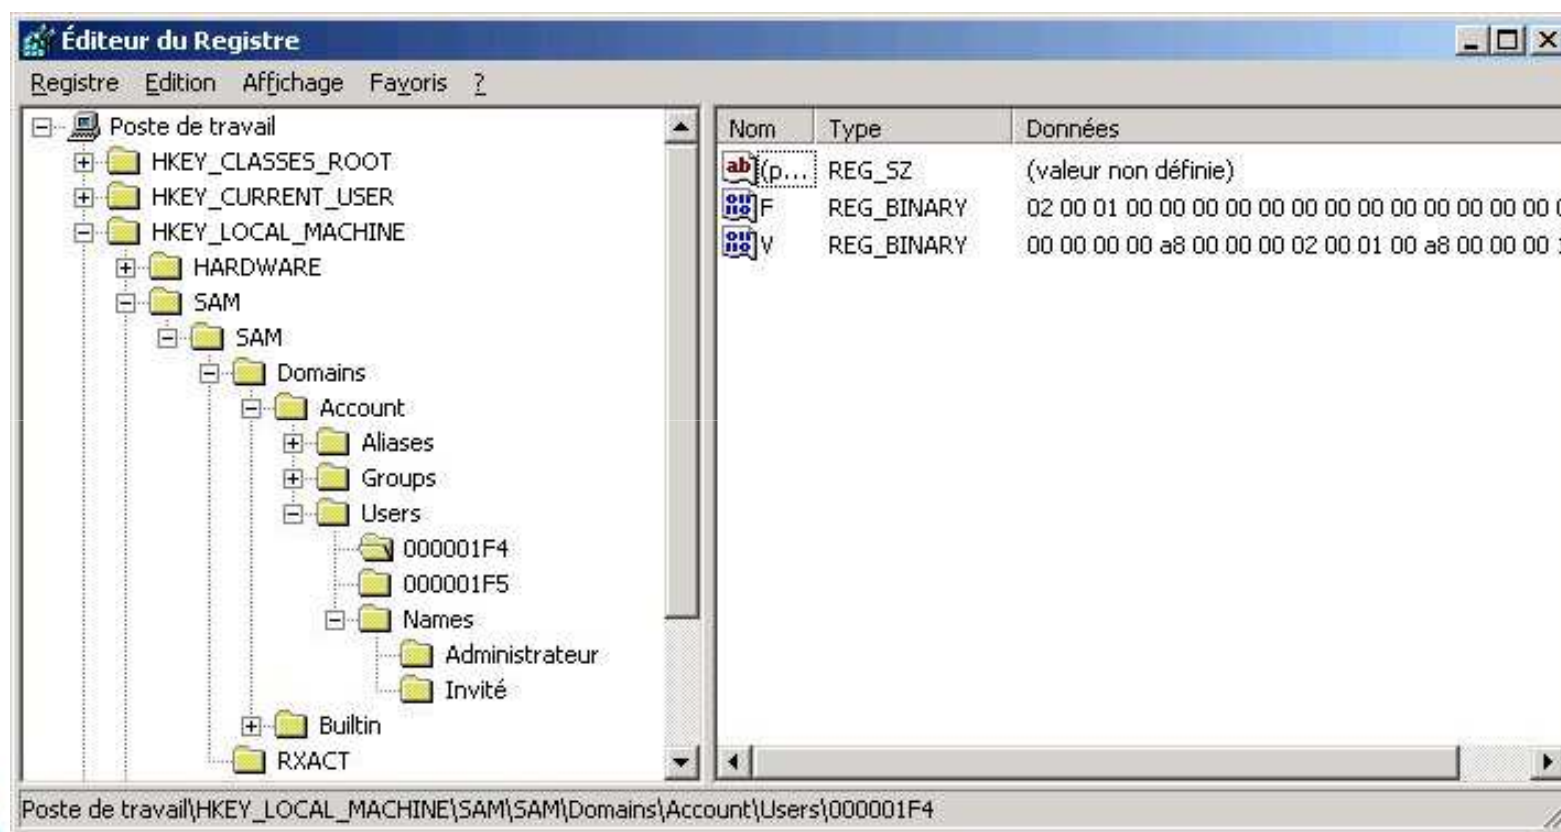 Éditeur du Registre
Registre Edition Affichage Favoris ?
Poste de travail
HKEY_CLASSES_ROOT
HKEY_CURRENT_USER
HKEY_LOCAL_MACHINE
HARDWARE
SAM
SAM
Domains
Account
Aliases
Groups
Users
000001F4
000001F5
Names
Administrateur
Invité
Builtin
RXACT
Nom Type Données
(p... REG_SZ (valeur non définie)
F REG_BINARY 02 00 01 00 00 00 00 00 00 00 00 00 00 00 00 00
V REG_BINARY 00 00 00 00 a8 00 00 00 02 00 01 00 a8 00 00 00
Poste de travail\HKEY_LOCAL_MACHINE\SAM\SAM\Domains\Account\Users\000001F4